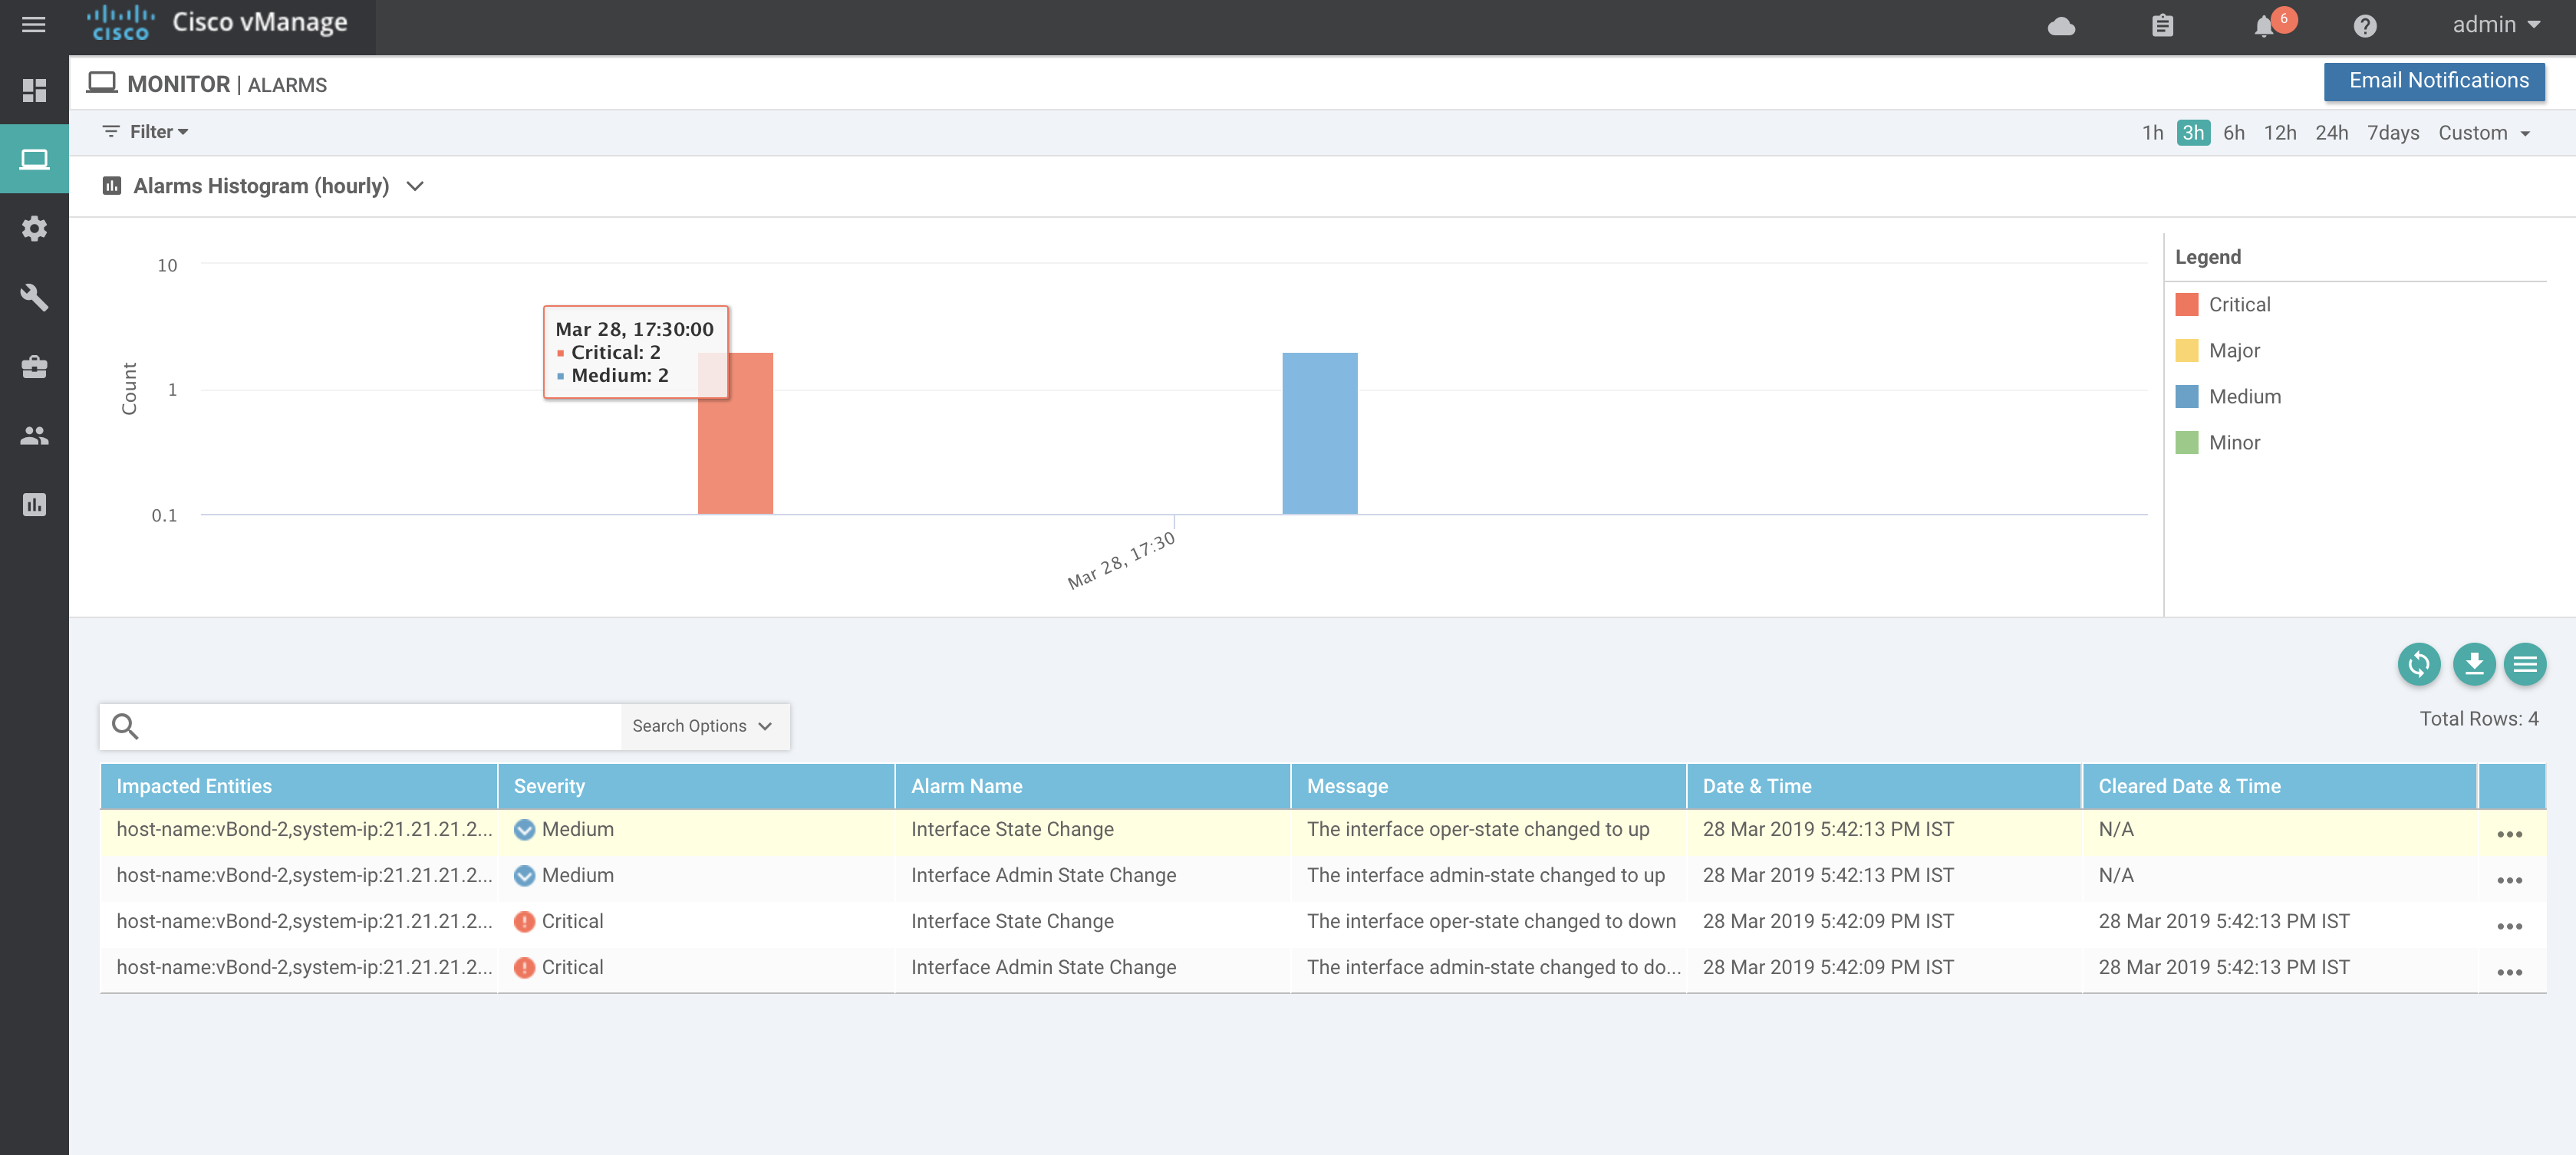 cisco Cisco vManage
6
admin
MONITOR | ALARMS
Email Notifications
Filter
1h 3h 6h 12h 24h 7days Custom
Alarms Histogram (hourly)
10
1
0.1
Count
Mar 28, 17:30:00
Critical: 2
Medium: 2
Mar 28, 17:30
Legend
Critical
Major
Medium
Minor
Search Options
Total Rows: 4
Impacted Entities Severity Alarm Name Message Date & Time Cleared Date & Time
host-name:vBond-2,system-ip:21.21.21.2... Medium Interface State Change The interface oper-state changed to up 28 Mar 2019 5:42:13 PM IST N/A
host-name:vBond-2,system-ip:21.21.21.2... Medium Interface Admin State Change The interface admin-state changed to up 28 Mar 2019 5:42:13 PM IST N/A
host-name:vBond-2,system-ip:21.21.21.2... Critical Interface State Change The interface oper-state changed to down 28 Mar 2019 5:42:09 PM IST 28 Mar 2019 5:42:13 PM IST
host-name:vBond-2,system-ip:21.21.21.2... Critical Interface Admin State Change The interface admin-state changed to do... 28 Mar 2019 5:42:09 PM IST 28 Mar 2019 5:42:13 PM IST